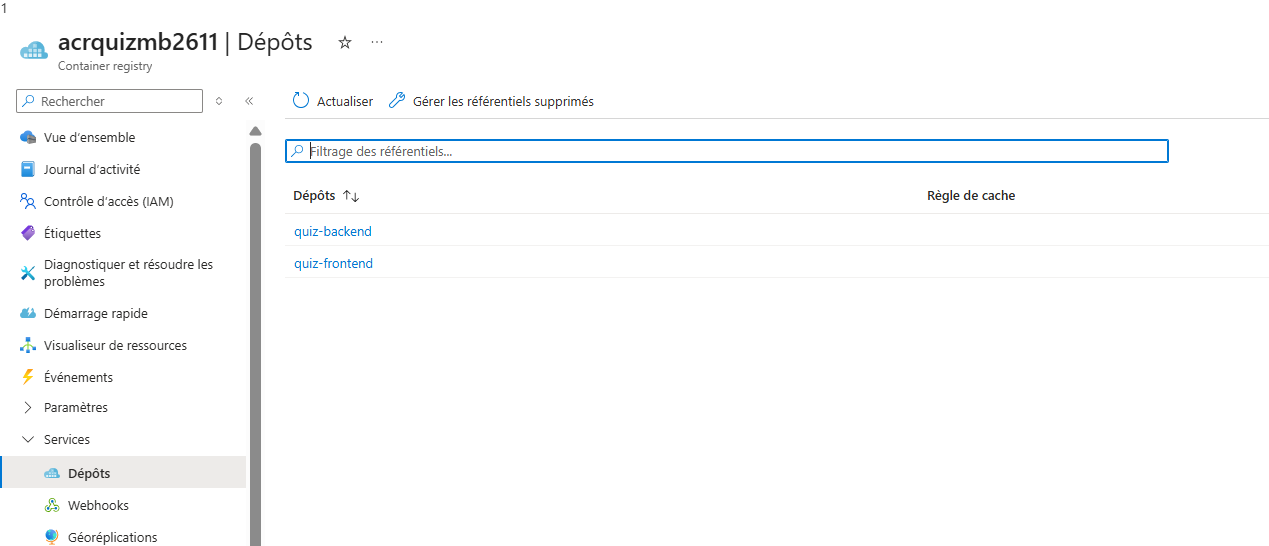 1
acrquizmb2611 | Dépôts
Container registry
Rechercher
Actualiser
Gérer les référentiels supprimés
Vue d’ensemble
Journal d’activité
Contrôle d’accès (IAM)
Étiquettes
Diagnostiquer et résoudre les
problèmes
Démarrage rapide
Visualiseur de ressources
Événements
Paramètres
Services
Dépôts
Webhooks
Géoréplications
Filtrage des référentiels...
Dépôts
Règle de cache
quiz-backend
quiz-frontend